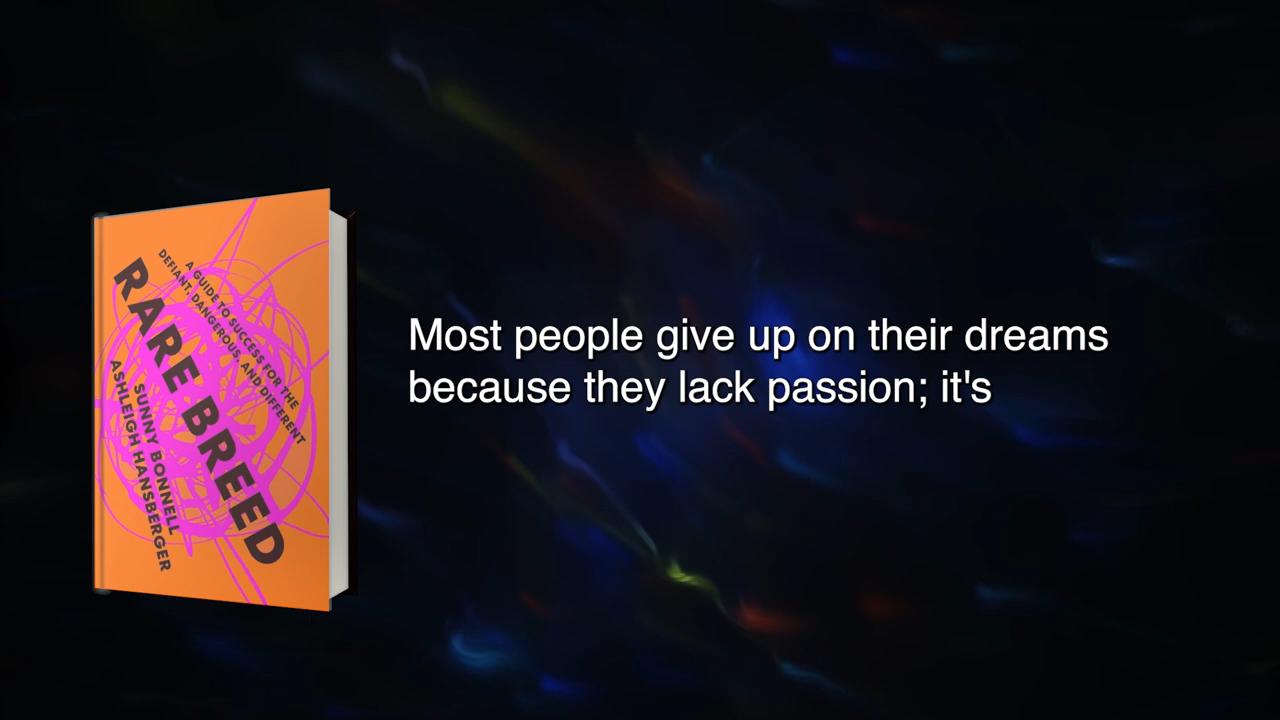 A GUIDE TO SUCCESS FOR THE
DEFIANT, DANGEROUS, AND DIFFERENT
RARE BREED
SUNNY BONNELL
ASHLEIGH HANSBERGER
Most people give up on their dreams
because they lack passion; it's